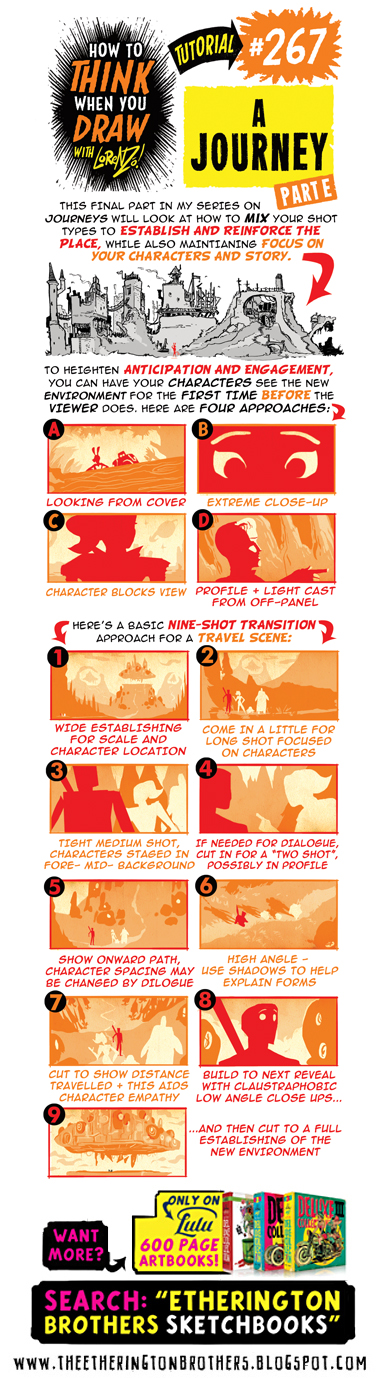 HOW TO
THINK
WHEN YOU
DRAW
WITH LORENZO!
TUTORIAL
#267
A
JOURNEY
PART E
THIS FINAL PART IN MY SERIES ON
JOURNEYS WILL LOOK AT HOW TO MIX YOUR SHOT
TYPES TO ESTABLISH AND REINFORCE THE
PLACE, WHILE ALSO MAINTIANING FOCUS ON
YOUR CHARACTERS AND STORY.
TO HEIGHTEN ANTICIPATION AND ENGAGEMENT,
YOU CAN HAVE YOUR CHARACTERS SEE THE NEW
ENVIRONMENT FOR THE FIRST TIME BEFORE THE
VIEWER DOES. HERE ARE FOUR APPROACHES:
A
LOOKING FROM COVER
B
EXTREME CLOSE-UP
C
CHARACTER BLOCKS VIEW
D
PROFILE + LIGHT CAST
FROM OFF-PANEL
HERE'S A BASIC NINE-SHOT TRANSITION
APPROACH FOR A TRAVEL SCENE:
1
WIDE ESTABLISHING
FOR SCALE AND
CHARACTER LOCATION
2
COME IN A LITTLE FOR
LONG SHOT FOCUSED
ON CHARACTERS
3
TIGHT MEDIUM SHOT,
CHARACTERS STAGED IN
FORE- MID- BACKGROUND
4
IF NEEDED FOR DIALOGUE,
CUT IN FOR A "TWO SHOT",
POSSIBLY IN PROFILE
5
SHOW ONWARD PATH,
CHARACTER SPACING MAY
BE CHANGED BY DILOGUE
6
HIGH ANGLE -
USE SHADOWS TO HELP
EXPLAIN FORMS
7
CUT TO SHOW DISTANCE
TRAVELLED + THIS AIDS
CHARACTER EMPATHY
8
BUILD TO NEXT REVEAL
WITH CLAUSTRAPHOBIC
LOW ANGLE CLOSE UPS...
9
...AND THEN CUT TO A FULL
ESTABLISHING OF THE
NEW ENVIRONMENT
WANT
MORE?
ONLY ON
Lulu
600 PAGE
ARTBOOKS!
SEARCH: "ETHERINGTON
BROTHERS SKETCHBOOKS"
WWW.THEETHERINGTONBROTHERS.BLOGSPOT.COM